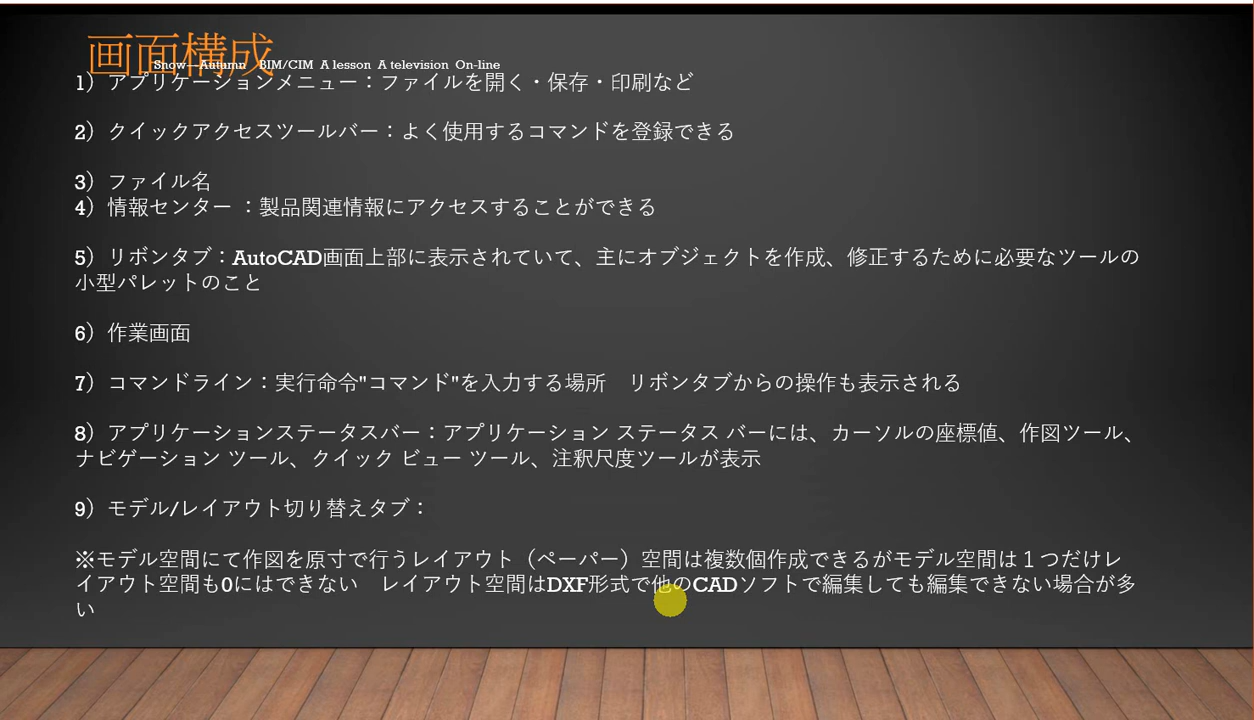 画面構成
Snow—Autumn BIM/CIM A lesson A television On-line
1）アプリケーションメニュー：ファイルを開く・保存・印刷など
2）クイックアクセスツールバー：よく使用するコマンドを登録できる
3）ファイル名
4）情報センター ：製品関連情報にアクセスすることができる
5）リボンタブ：AutoCAD画面上部に表示されていて、主にオブジェクトを作成、修正するために必要なツールの
小型パレットのこと
6）作業画面
7）コマンドライン：実行命令"コマンド"を入力する場所　リボンタブからの操作も表示される
8）アプリケーションステータスバー：アプリケーション ステータス バーには、カーソルの座標値、作図ツール、
ナビゲーション ツール、クイック ビュー ツール、注釈尺度ツールが表示
9）モデル/レイアウト切り替えタブ：
※モデル空間にて作図を原寸で行うレイアウト（ペーパー）空間は複数個作成できるがモデル空間は１つだけレ
イアウト空間も0にはできない　レイアウト空間はDXF形式で他のCADソフトで編集しても編集できない場合が多
い